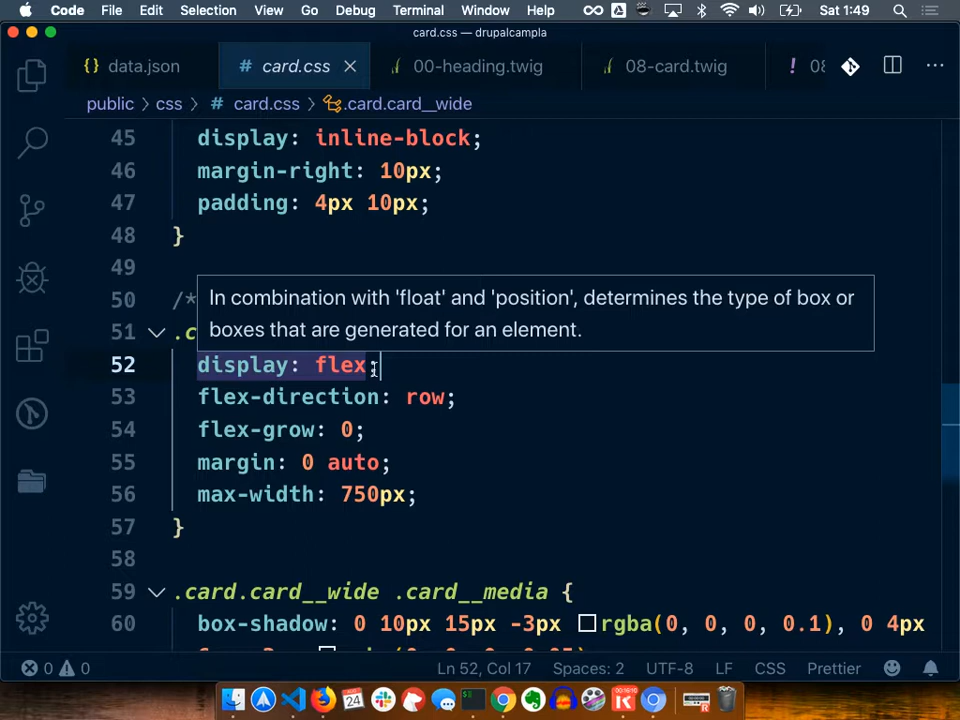 Code File Edit Selection View Go Debug Terminal Window Help Sat 1:49
card.css — drupalcampla
{} data.json # card.css 00-heading.twig 08-card.twig ! 08
public > css > # card.css > .card.card__wide
45 display: inline-block;
46 margin-right: 10px;
47 padding: 4px 10px;
48 }
49
50 /*
In combination with 'float' and 'position', determines the type of box or
boxes that are generated for an element.
51 .c
52 display: flex;
53 flex-direction: row;
54 flex-grow: 0;
55 margin: 0 auto;
56 max-width: 750px;
57 }
58
59 .card.card__wide .card__media {
60 box-shadow: 0 10px 15px -3px rgba(0, 0, 0, 0.1), 0 4px
0 0 Ln 52, Col 17 Spaces: 2 UTF-8 LF CSS Prettier